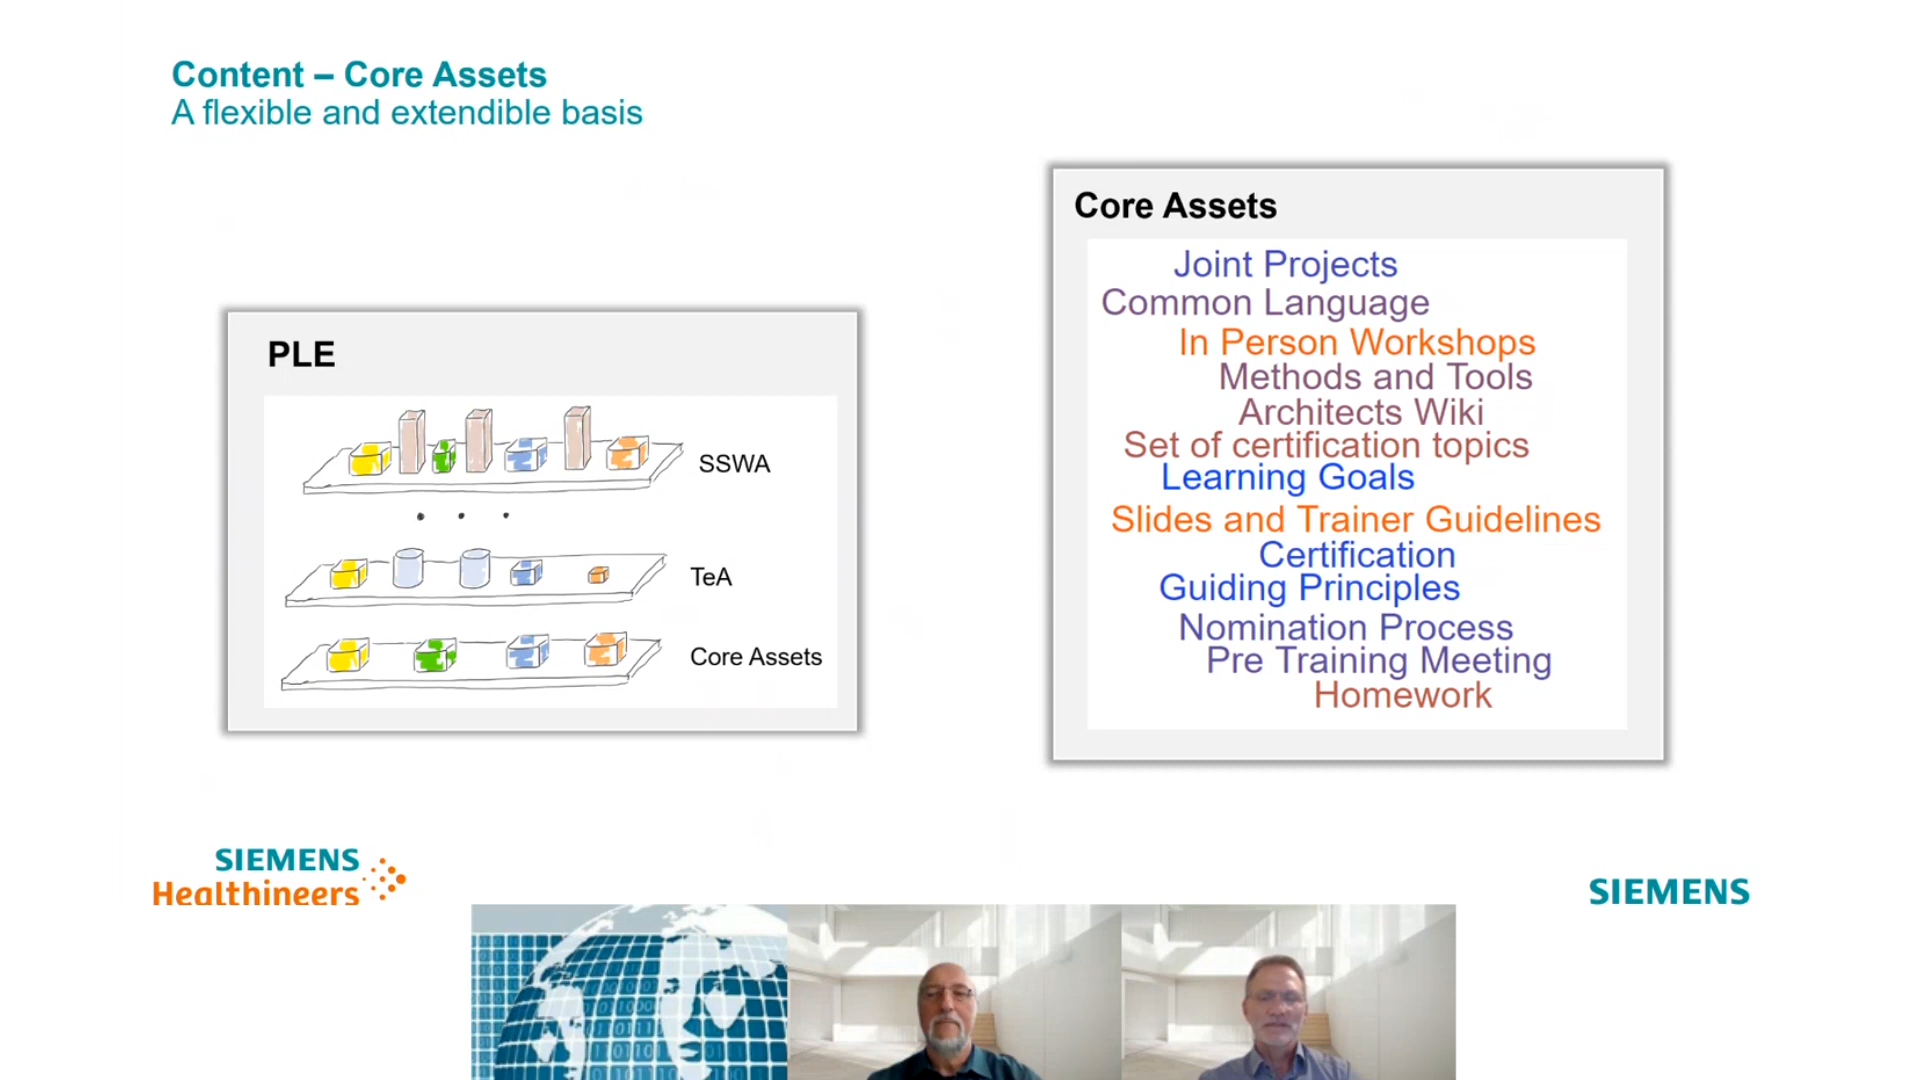 Content – Core Assets
A flexible and extendible basis
PLE
SSWA
TeA
Core Assets
Core Assets
Joint Projects
Common Language
In Person Workshops
Methods and Tools
Architects Wiki
Set of certification topics
Learning Goals
Slides and Trainer Guidelines
Certification
Guiding Principles
Nomination Process
Pre Training Meeting
Homework
SIEMENS
Healthineers
SIEMENS